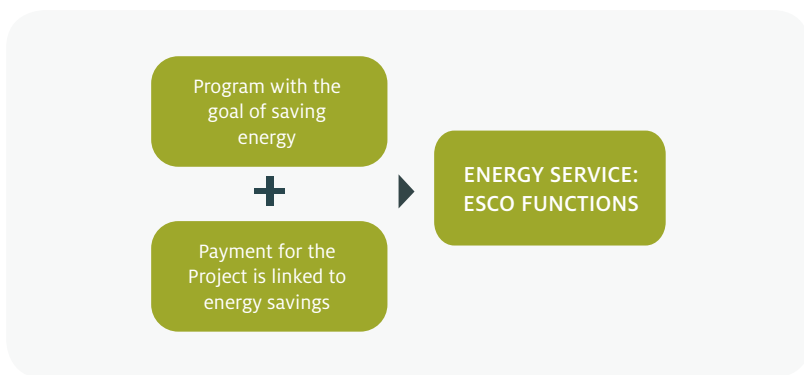 Program with the
goal of saving
energy
+
Payment for the
Project is linked to
energy savings
ENERGY SERVICE:
ESCO FUNCTIONS